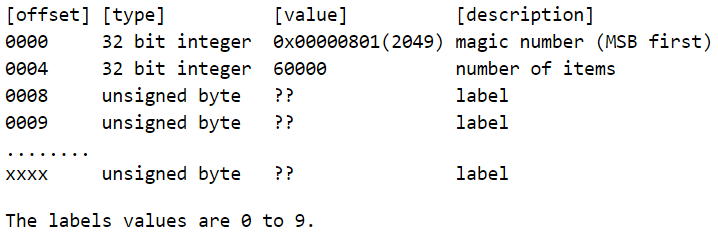 [offset] [type] [value] [description]
0000 32 bit integer 0x00000801(2049) magic number (MSB first)
0004 32 bit integer 60000 number of items
0008 unsigned byte ?? label
0009 unsigned byte ?? label
........
xxxx unsigned byte ?? label
The labels values are 0 to 9.